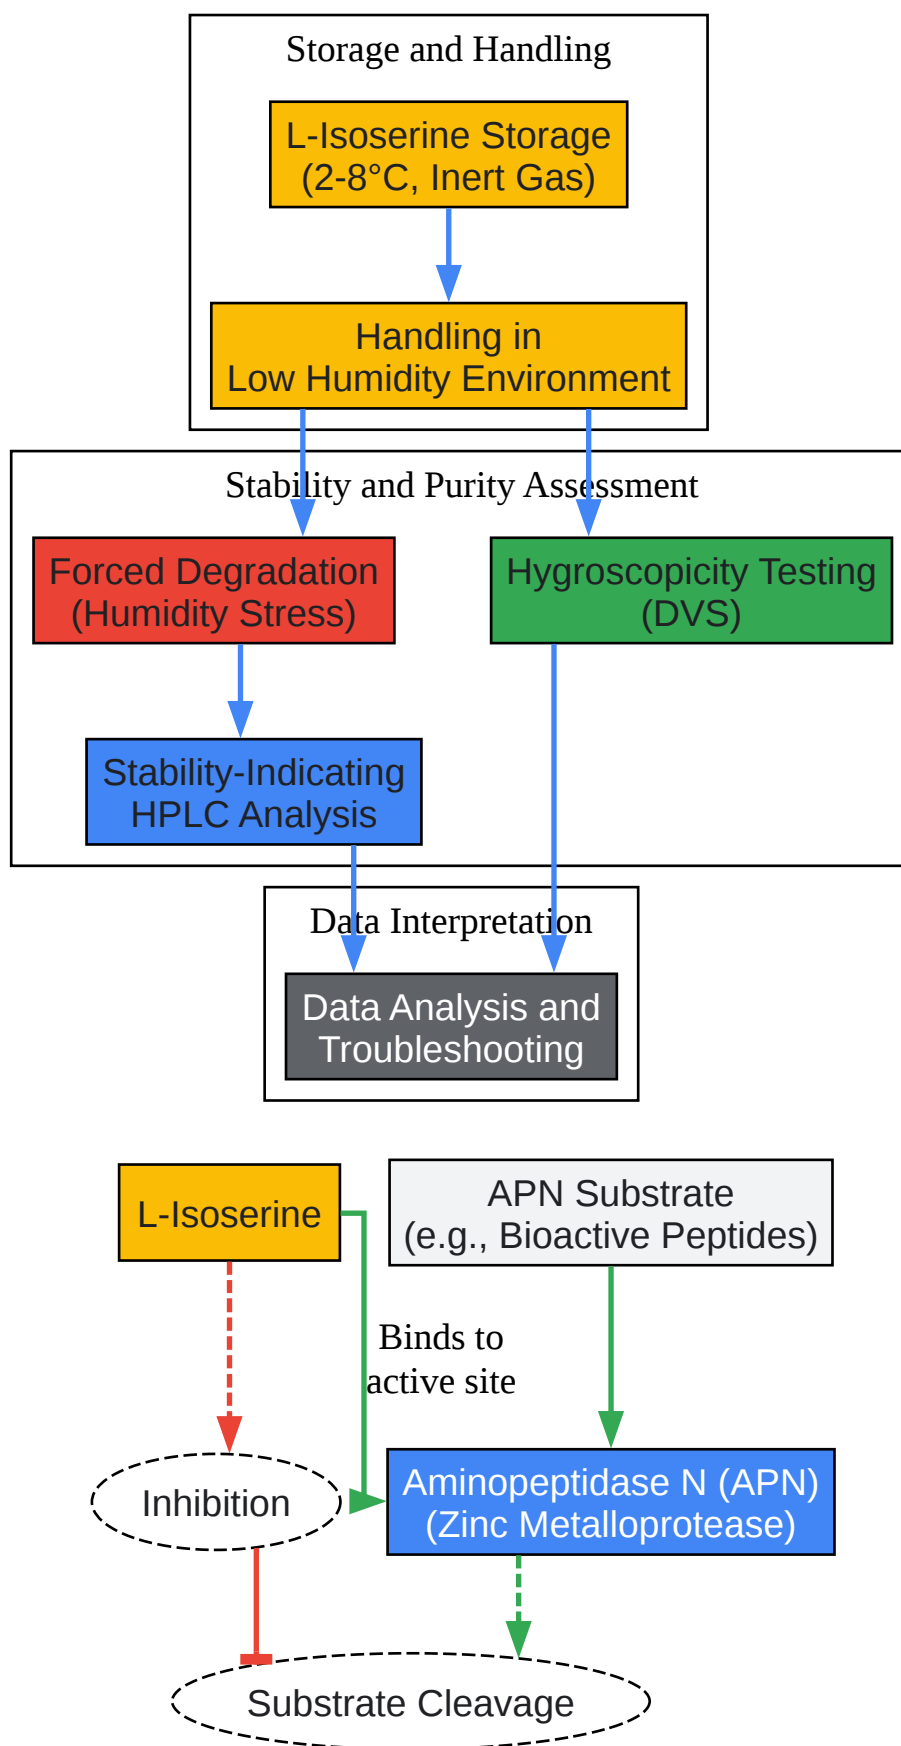 Storage and Handling
L-Isoserine Storage
(2-8°C, Inert Gas)
Handling in
Low Humidity Environment
Stability and Purity Assessment
Forced Degradation
(Humidity Stress)
Hygroscopicity Testing
(DVS)
Stability-Indicating
HPLC Analysis
Data Interpretation
Data Analysis and
Troubleshooting
L-Isoserine
APN Substrate
(e.g., Bioactive Peptides)
Binds to
active site
Inhibition
Aminopeptidase N (APN)
(Zinc Metalloprotease)
Substrate Cleavage